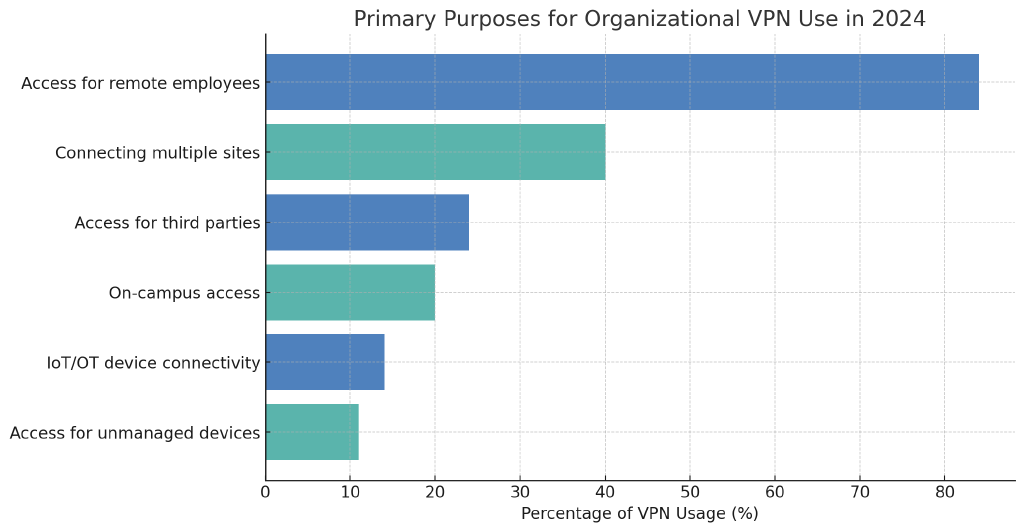 Primary Purposes for Organizational VPN Use in 2024
Access for remote employees
Connecting multiple sites
Access for third parties
On-campus access
IoT/OT device connectivity
Access for unmanaged devices
0 10 20 30 40 50 60 70 80
Percentage of VPN Usage (%)